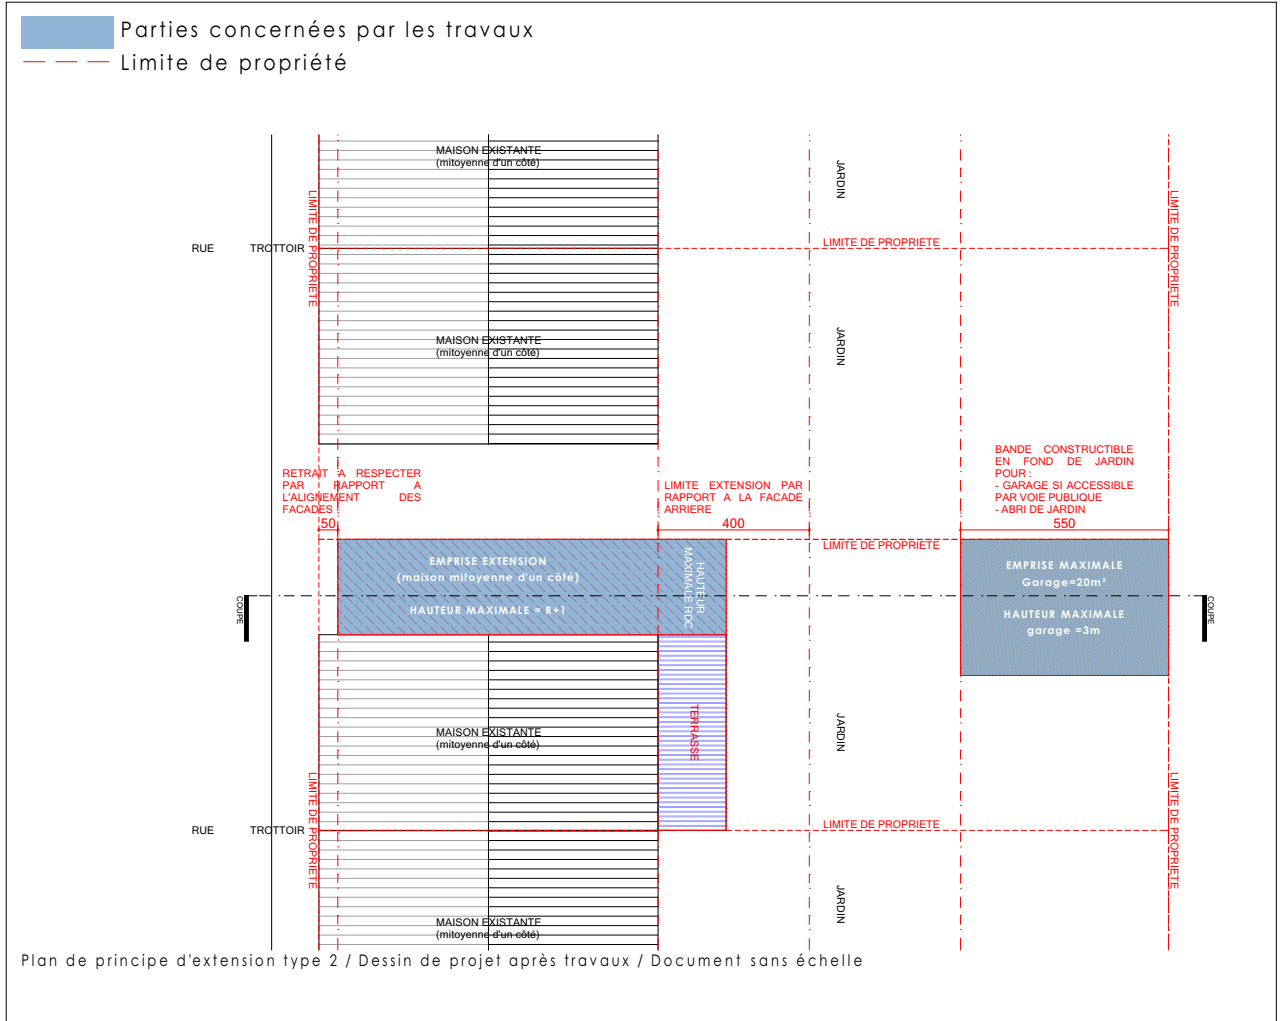 Parties concernées par les travaux
Limite de propriété
MAISON EXISTANTE
(mitoyenne d'un côté)
JARDIN
LIMITE DE PROPRIETE
LIMITE DE PROPRIETE
RUE
TROTTOIR
LIMITE DE PROPRIETE
MAISON EXISTANTE
(mitoyenne d'un côté)
JARDIN
RETRAIT A RESPECTER
PAR RAPPORT A
L'ALIGNEMENT DES
FACADES
50
LIMITE EXTENSION PAR
RAPPORT A LA FACADE
ARRIERE
400
BANDE CONSTRUCTIBLE
EN FOND DE JARDIN
POUR :
- GARAGE SI ACCESSIBLE
PAR VOIE PUBLIQUE
- ABRI DE JARDIN
550
LIMITE DE PROPRIETE
EMPRISE EXTENSION
(maison mitoyenne d'un côté)
HAUTEUR MAXIMALE = R+1
HAUTEUR
MAXIMALE RDC
EMPRISE MAXIMALE
Garage=20m²
HAUTEUR MAXIMALE
garage =3m
COUPE
COUPE
MAISON EXISTANTE
(mitoyenne d'un côté)
TERRASSE
JARDIN
LIMITE DE PROPRIETE
LIMITE DE PROPRIETE
RUE
TROTTOIR
LIMITE DE PROPRIETE
MAISON EXISTANTE
(mitoyenne d'un côté)
JARDIN
Plan de principe d'extension type 2 / Dessin de projet après travaux / Document sans échelle